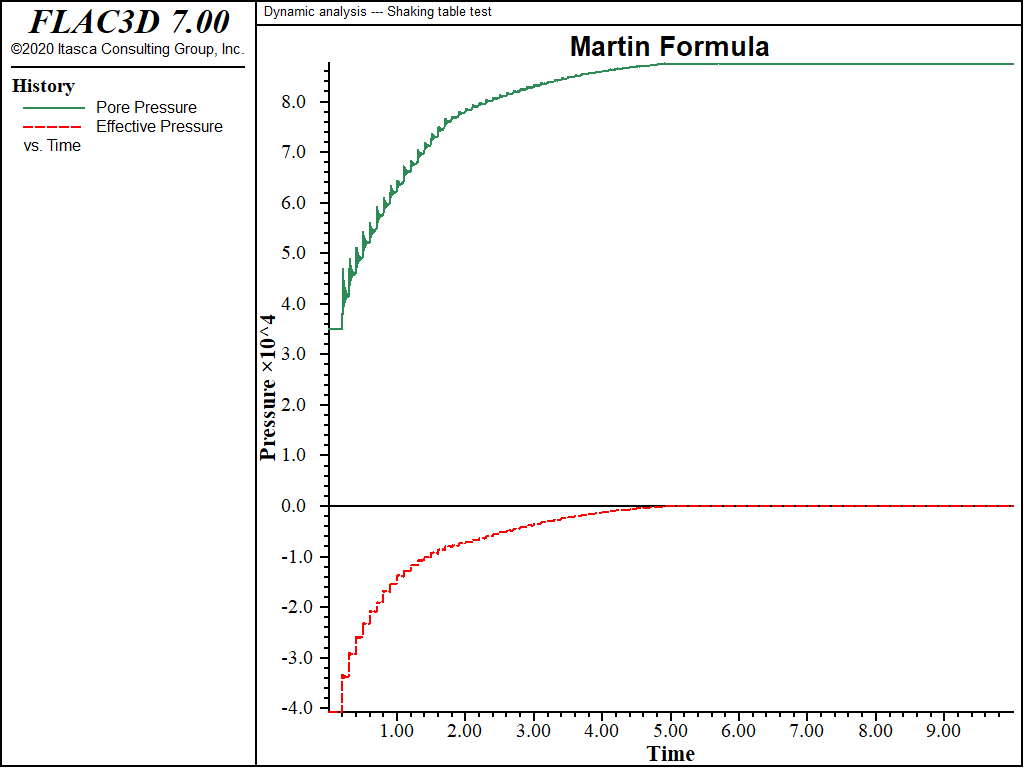 FLAC3D 7.00
©2020 Itasca Consulting Group, Inc.
History
Pore Pressure
Effective Pressure
vs. Time
Dynamic analysis --- Shaking table test
Martin Formula
Pressure ×10^4
8.0
7.0
6.0
5.0
4.0
3.0
2.0
1.0
0.0
-1.0
-2.0
-3.0
-4.0
1.00 2.00 3.00 4.00 5.00 6.00 7.00 8.00 9.00
Time